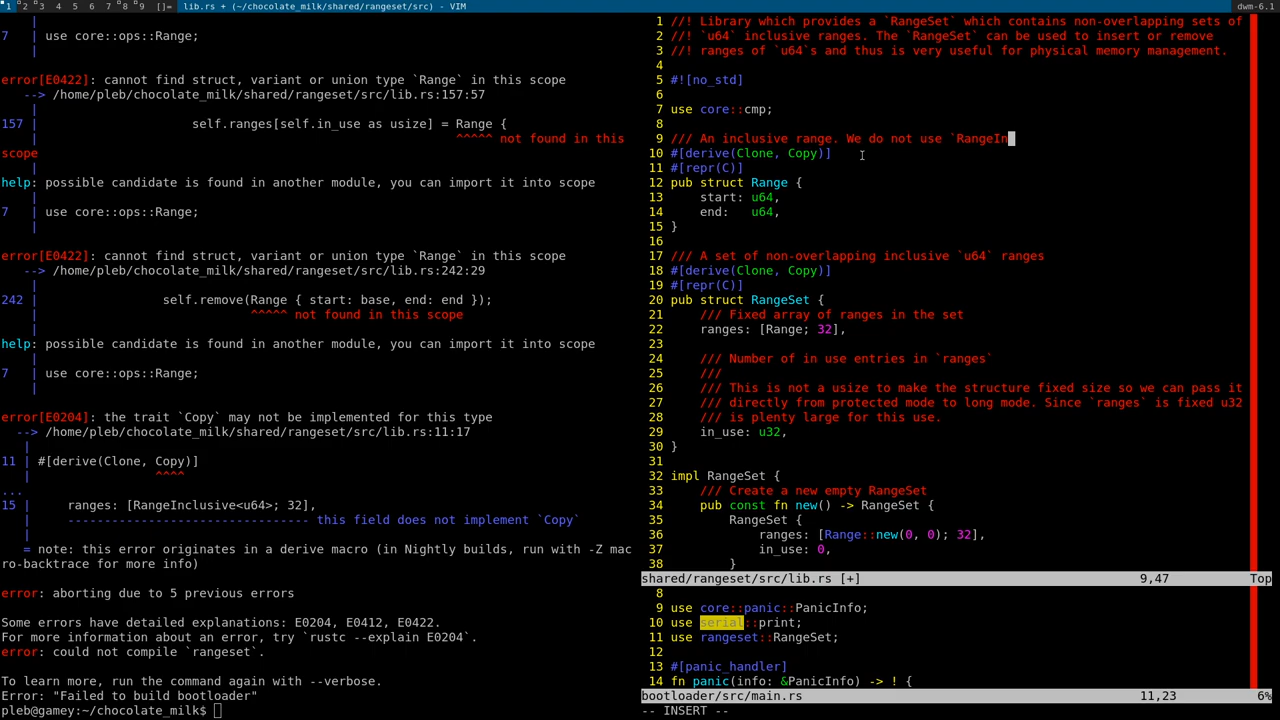 1 2 3 4 5 6 7 8 9 []= lib.rs + (~/chocolate_milk/shared/rangeset/src) - VIM dwm-6.1
7 | use core::ops::Range;
|
error[E0422]: cannot find struct, variant or union type `Range` in this scope
--> /home/pleb/chocolate_milk/shared/rangeset/src/lib.rs:157:57
|
157 | self.ranges[self.in_use as usize] = Range {
| ^^^^^ not found in this
scope
|
help: possible candidate is found in another module, you can import it into scope
|
7 | use core::ops::Range;
|
error[E0422]: cannot find struct, variant or union type `Range` in this scope
--> /home/pleb/chocolate_milk/shared/rangeset/src/lib.rs:242:29
|
242 | self.remove(Range { start: base, end: end });
| ^^^^^ not found in this scope
|
help: possible candidate is found in another module, you can import it into scope
|
7 | use core::ops::Range;
|
error[E0204]: the trait `Copy` may not be implemented for this type
--> /home/pleb/chocolate_milk/shared/rangeset/src/lib.rs:11:17
|
11 | #[derive(Clone, Copy)]
| ^^^^
...
15 | ranges: [RangeInclusive<u64>; 32],
| --------------------------------- this field does not implement `Copy`
|
= note: this error originates in a derive macro (in Nightly builds, run with -Z mac
ro-backtrace for more info)
error: aborting due to 5 previous errors
Some errors have detailed explanations: E0204, E0412, E0422.
For more information about an error, try `rustc --explain E0204`.
error: could not compile `rangeset`.
To learn more, run the command again with --verbose.
Error: "Failed to build bootloader"
pleb@gamey:~/chocolate_milk$
1 //! Library which provides a `RangeSet` which contains non-overlapping sets of
2 //! `u64` inclusive ranges. The `RangeSet` can be used to insert or remove
3 //! ranges of `u64`s and thus is very useful for physical memory management.
4
5 #![no_std]
6
7 use core::cmp;
8
9 /// An inclusive range. We do not use `RangeIn
10 #[derive(Clone, Copy)]
11 #[repr(C)]
12 pub struct Range {
13 start: u64,
14 end: u64,
15 }
16
17 /// A set of non-overlapping inclusive `u64` ranges
18 #[derive(Clone, Copy)]
19 #[repr(C)]
20 pub struct RangeSet {
21 /// Fixed array of ranges in the set
22 ranges: [Range; 32],
23
24 /// Number of in use entries in `ranges`
25 ///
26 /// This is not a usize to make the structure fixed size so we can pass it
27 /// directly from protected mode to long mode. Since `ranges` is fixed u32
28 /// is plenty large for this use.
29 in_use: u32,
30 }
31
32 impl RangeSet {
33 /// Create a new empty RangeSet
34 pub const fn new() -> RangeSet {
35 RangeSet {
36 ranges: [Range::new(0, 0); 32],
37 in_use: 0,
38 }
shared/rangeset/src/lib.rs [+] 9,47 Top
8
9 use core::panic::PanicInfo;
10 use serial::print;
11 use rangeset::RangeSet;
12
13 #[panic_handler]
14 fn panic(info: &PanicInfo) -> ! {
bootloader/src/main.rs 11,23 6%
-- INSERT --